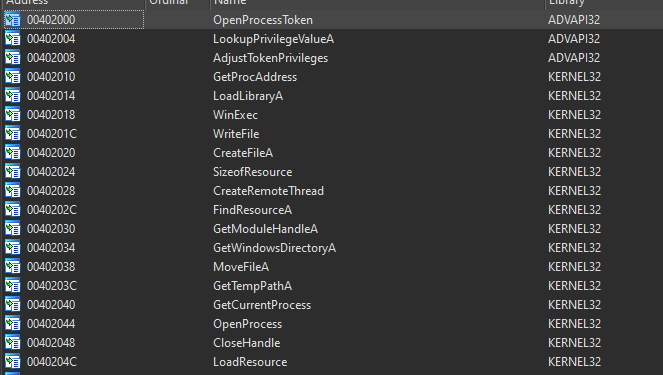 Address Ordinal Name Library
00402000 OpenProcessToken ADVAPI32
00402004 LookupPrivilegeValueA ADVAPI32
00402008 AdjustTokenPrivileges ADVAPI32
00402010 GetProcAddress KERNEL32
00402014 LoadLibraryA KERNEL32
00402018 WinExec KERNEL32
0040201C WriteFile KERNEL32
00402020 CreateFileA KERNEL32
00402024 SizeofResource KERNEL32
00402028 CreateRemoteThread KERNEL32
0040202C FindResourceA KERNEL32
00402030 GetModuleHandleA KERNEL32
00402034 GetWindowsDirectoryA KERNEL32
00402038 MoveFileA KERNEL32
0040203C GetTempPathA KERNEL32
00402040 GetCurrentProcess KERNEL32
00402044 OpenProcess KERNEL32
00402048 CloseHandle KERNEL32
0040204C LoadResource KERNEL32